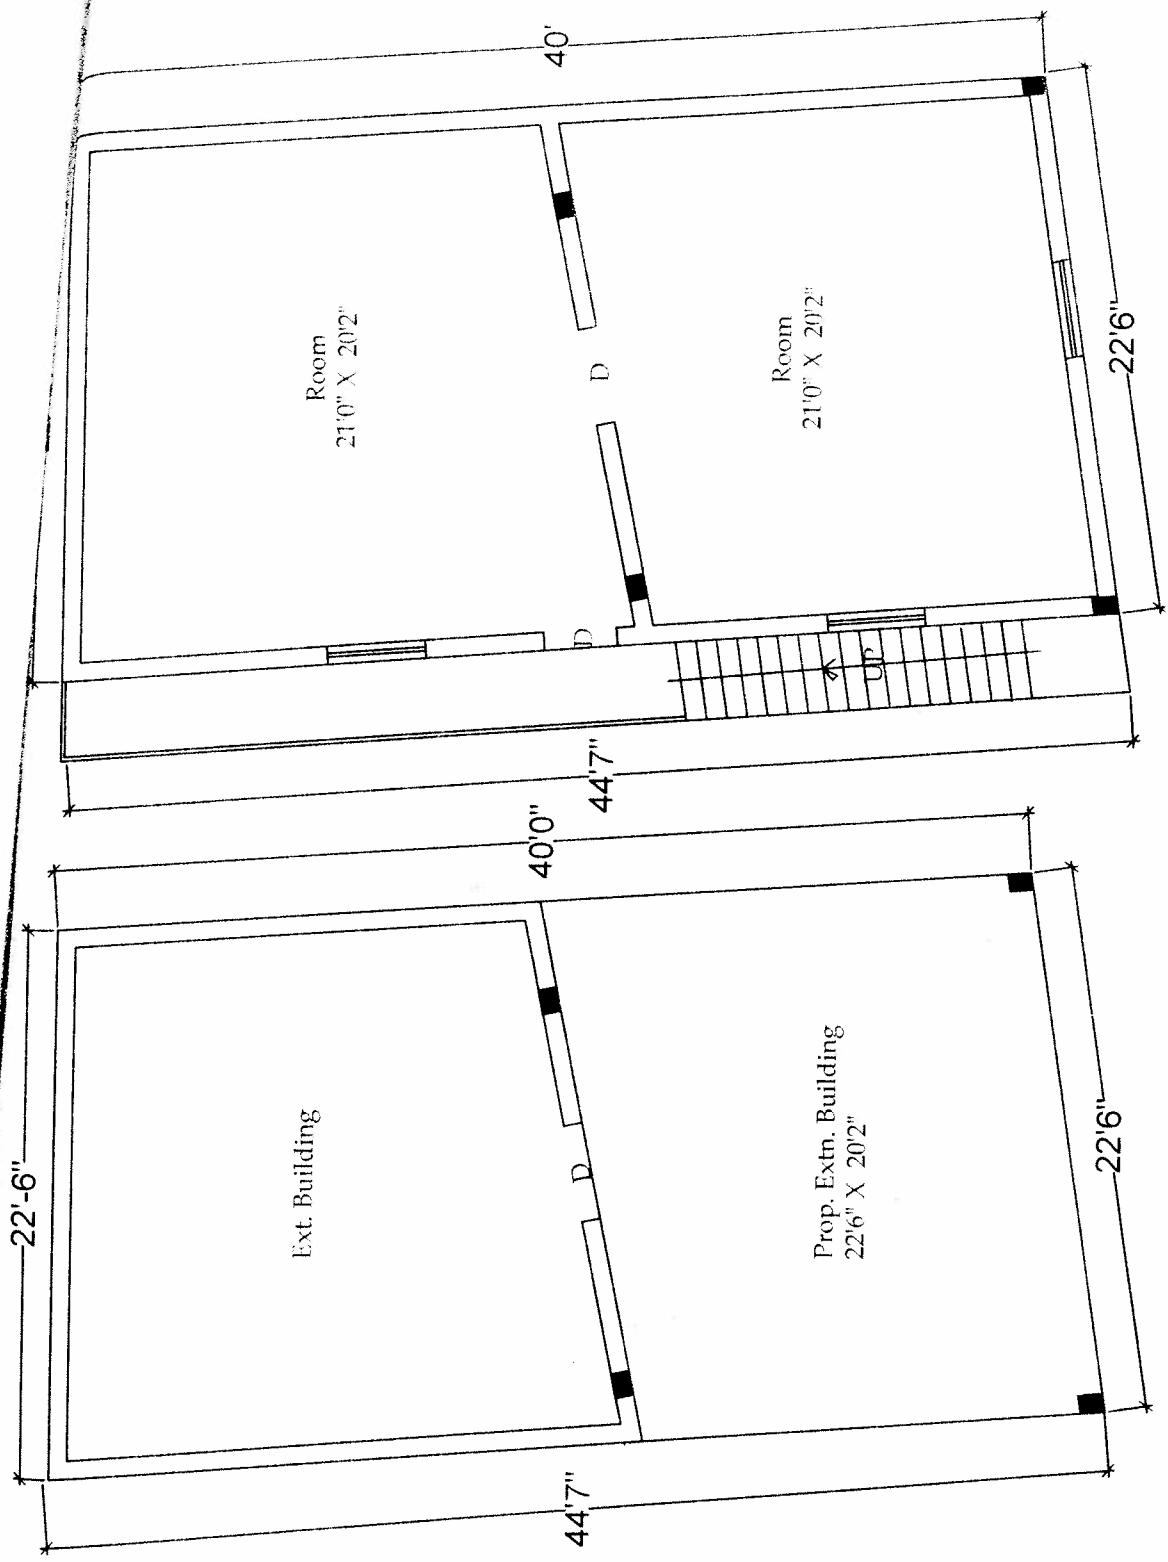 40'
Room
21'0" X 20'2"
D
Room
21'0" X 20'2"
22'6"
D
UP
44'7"
22'-6"
40'0"
Ext. Building
D
Prop. Extn. Building
22'6" X 20'2"
22'6"
44'7"